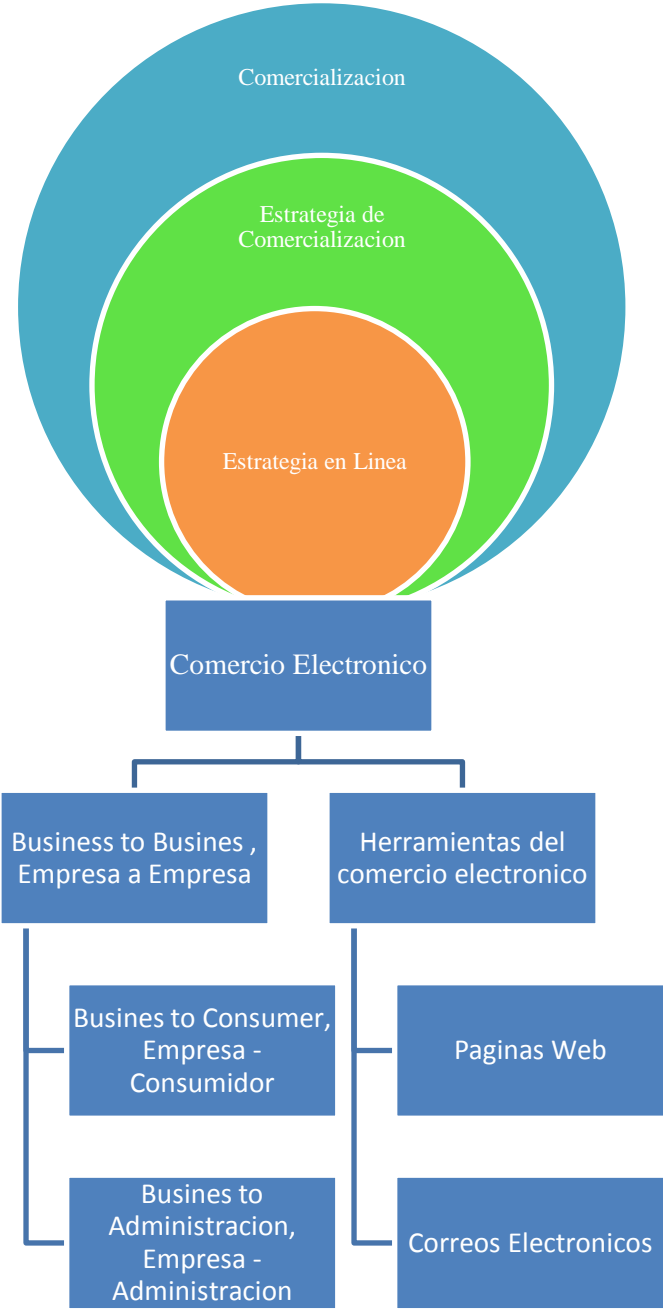 Comercializacion
Estrategia de
Comercializacion
Estrategia en Linea
Comercio Electronico
Business to Busines ,
Empresa a Empresa
Herramientas del
comercio electronico
Busines to Consumer,
Empresa -
Consumidor
Paginas Web
Busines to
Administracion,
Empresa -
Administracion
Correos Electronicos